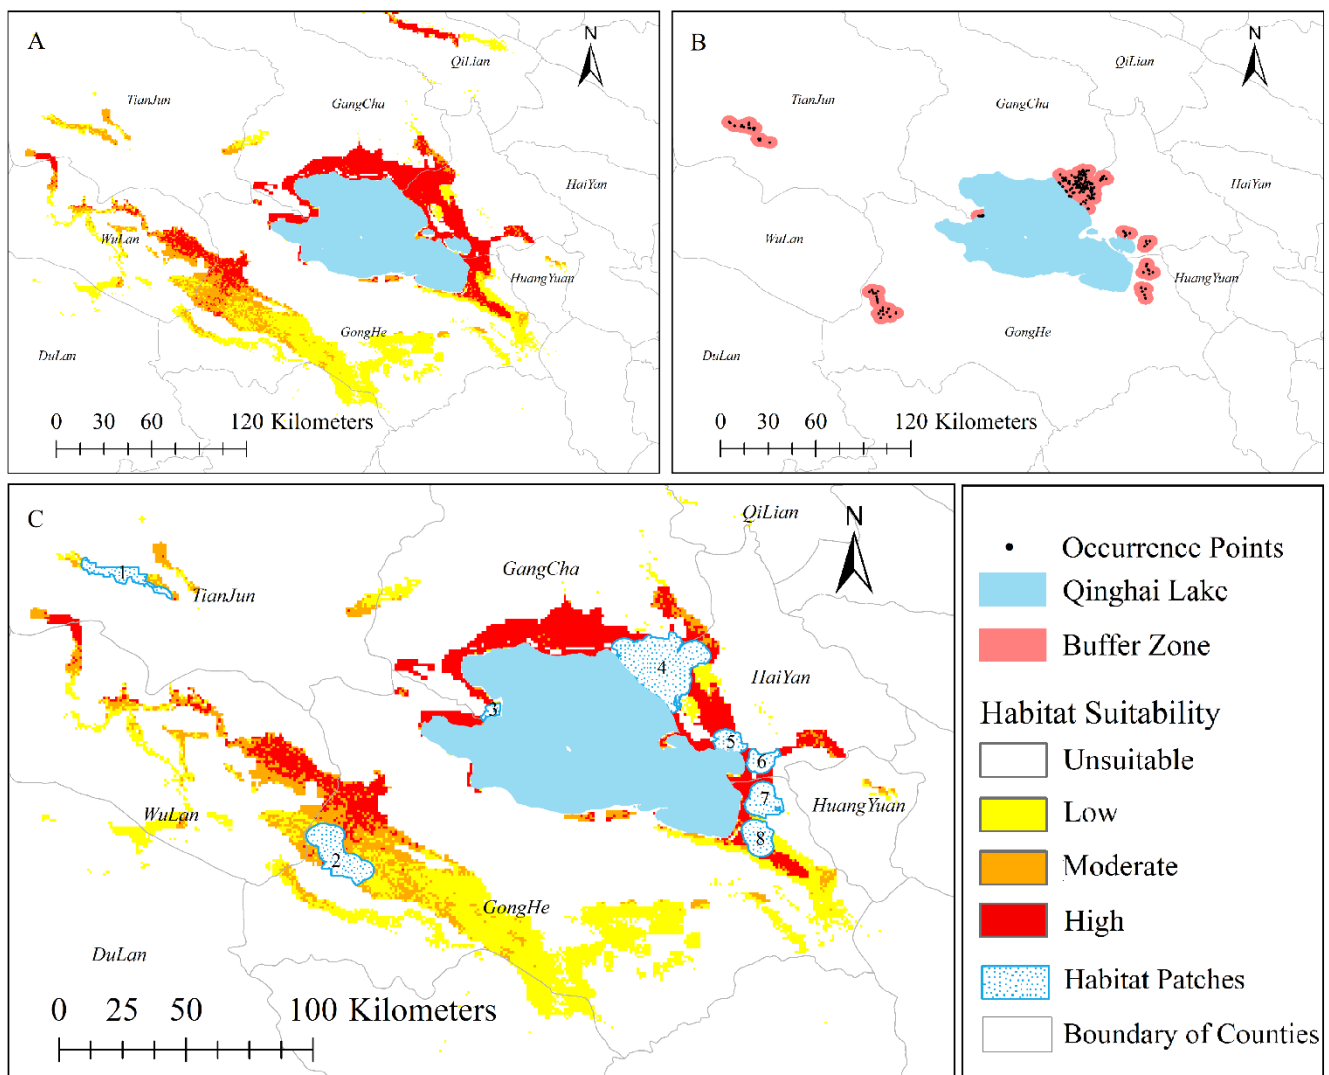 A
N
QiLian
TianJun
GangCha
HaiYan
WuLan
HuangYuan
GongHe
DuLan
0 30 60 120 Kilometers
B
N
QiLian
TianJun
GangCha
HaiYan
WuLan
HuangYuan
GongHe
DuLan
0 30 60 120 Kilometers
C
N
QiLian
GangCha
1
TianJun
4
HaiYan
3
5
6
7
HuangYuan
WuLan
8
2
GongHe
DuLan
0 25 50 100 Kilometers
Occurrence Points
Qinghai Lake
Buffer Zone
Habitat Suitability
Unsuitable
Low
Moderate
High
Habitat Patches
Boundary of Counties